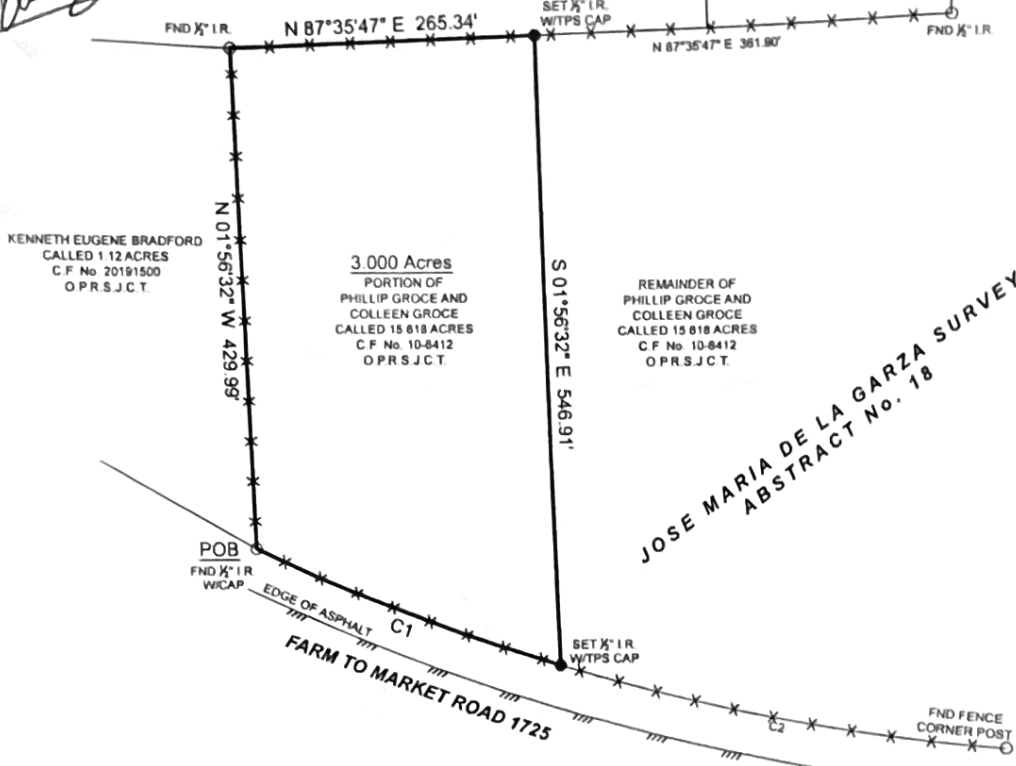 SET ½" I.R.
W/TPS CAP
FND ½" I.R.
N 87°35'47" E 265.34'
N 87°35'47" E 361.90'
FND ½" I.R.
KENNETH EUGENE BRADFORD
CALLED 1.12 ACRES
C.F No. 20191500
O.P.R.S.J.C.T.
N 01°56'32" W 429.99'
3.000 Acres
PORTION OF
PHILLIP GROCE AND
COLLEEN GROCE
CALLED 15.618 ACRES
C.F No. 10-6412
O.P.R.S.J.C.T.
S 01°56'32" E 546.91'
REMAINDER OF
PHILLIP GROCE AND
COLLEEN GROCE
CALLED 15.618 ACRES
C.F No. 10-6412
O.P.R.S.J.C.T.
JOSE MARIA DE LA GARZA SURVEY
ABSTRACT No. 18
POB
FND ½" I.R.
W/CAP
EDGE OF ASPHALT
C1
FARM TO MARKET ROAD 1725
SET ½" I.R.
W/TPS CAP
C2
FND FENCE
CORNER POST